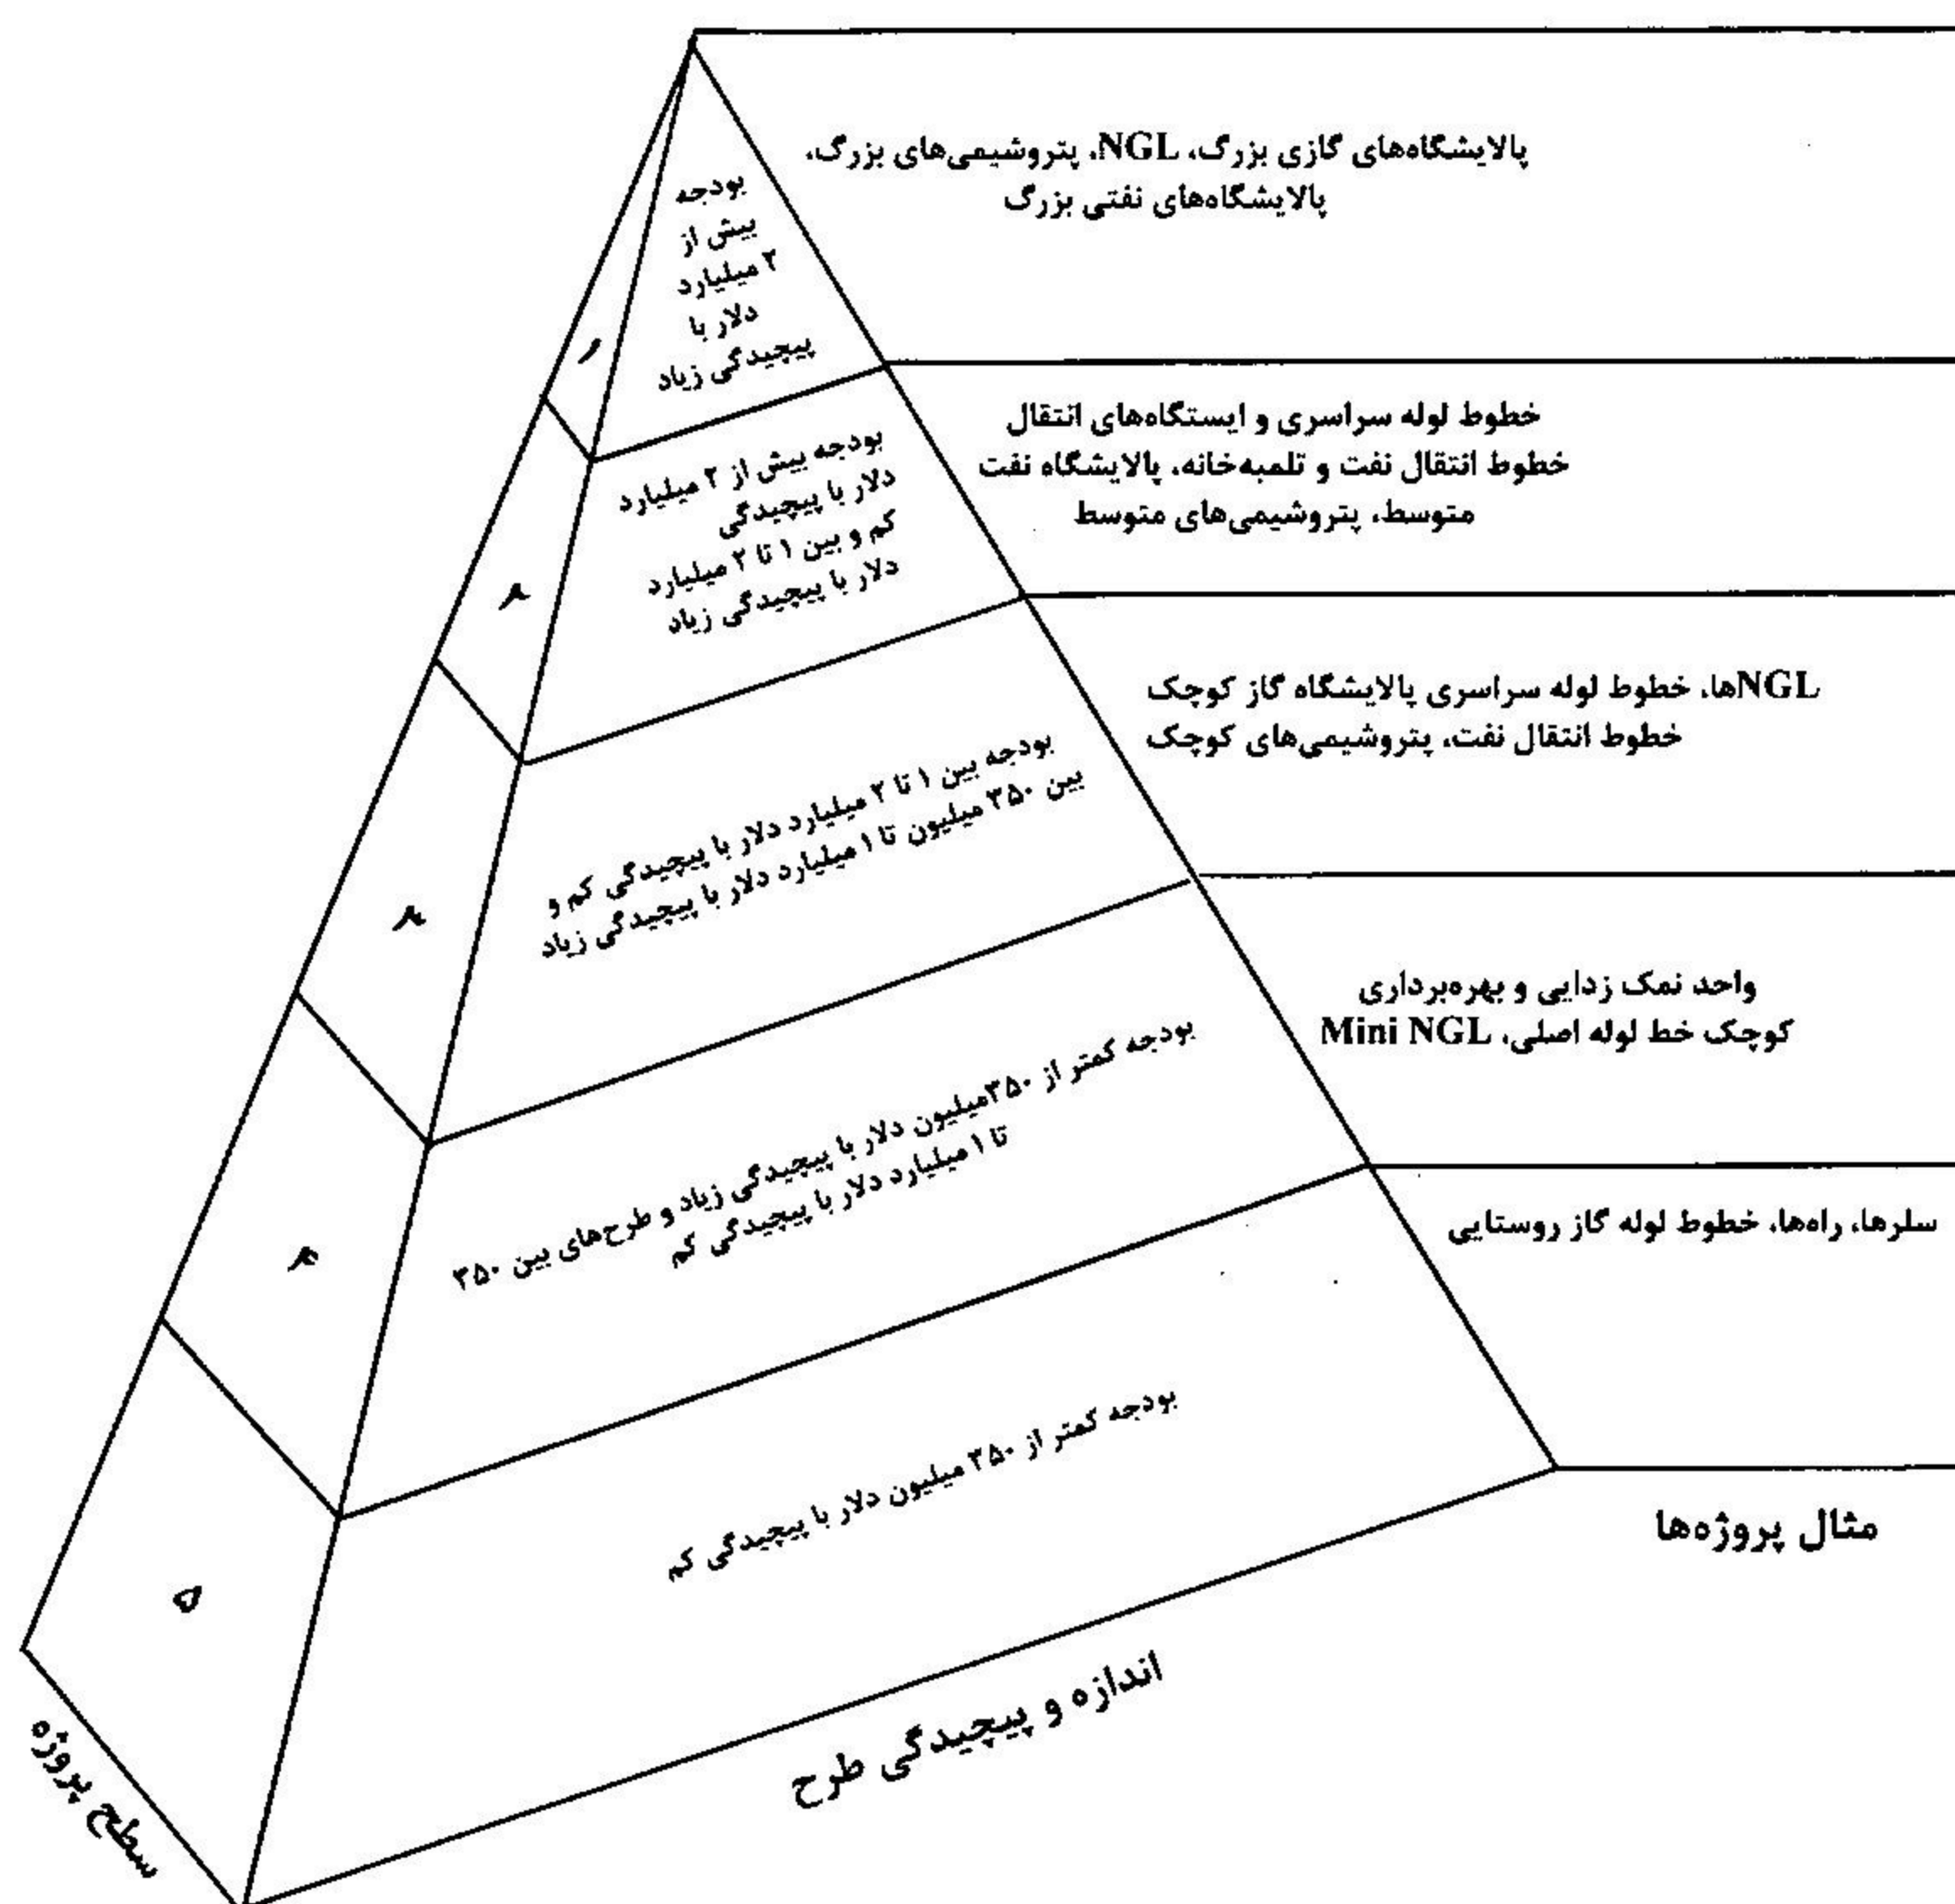 پالایشگاه‌های گازی بزرگ، NGL، پتروشیمی‌های بزرگ،
پالایشگاه‌های نفتی بزرگ
۱
بودجه
بیش از
۲ میلیارد
دلار با
پیچیدگی زیاد
خطوط لوله سراسری و ایستگاه‌های انتقال
خطوط انتقال نفت و تلمبه‌خانه، پالایشگاه نفت
متوسط، پتروشیمی‌های متوسط
۲
بودجه بیش از ۲ میلیارد
دلار با پیچیدگی
کم و بین ۱ تا ۲ میلیارد
دلار با پیچیدگی زیاد
NGLها، خطوط لوله سراسری پالایشگاه گاز کوچک
خطوط انتقال نفت، پتروشیمی‌های کوچک
۳
بودجه بین ۱ تا ۲ میلیارد دلار با پیچیدگی کم و
بین ۳۵۰ میلیون تا ۱ میلیارد دلار با پیچیدگی زیاد
واحد نمک زدایی و بهره‌برداری
کوچک خط لوله اصلی، Mini NGL
۴
بودجه کمتر از ۳۵۰ میلیون دلار با پیچیدگی زیاد و طرح‌های بین ۳۵۰
تا ۱ میلیارد دلار با پیچیدگی کم
سلرها، راه‌ها، خطوط لوله گاز روستایی
۵
بودجه کمتر از ۳۵۰ میلیون دلار با پیچیدگی کم
مثال پروژه‌ها
اندازه و پیچیدگی طرح
سطح پروژه